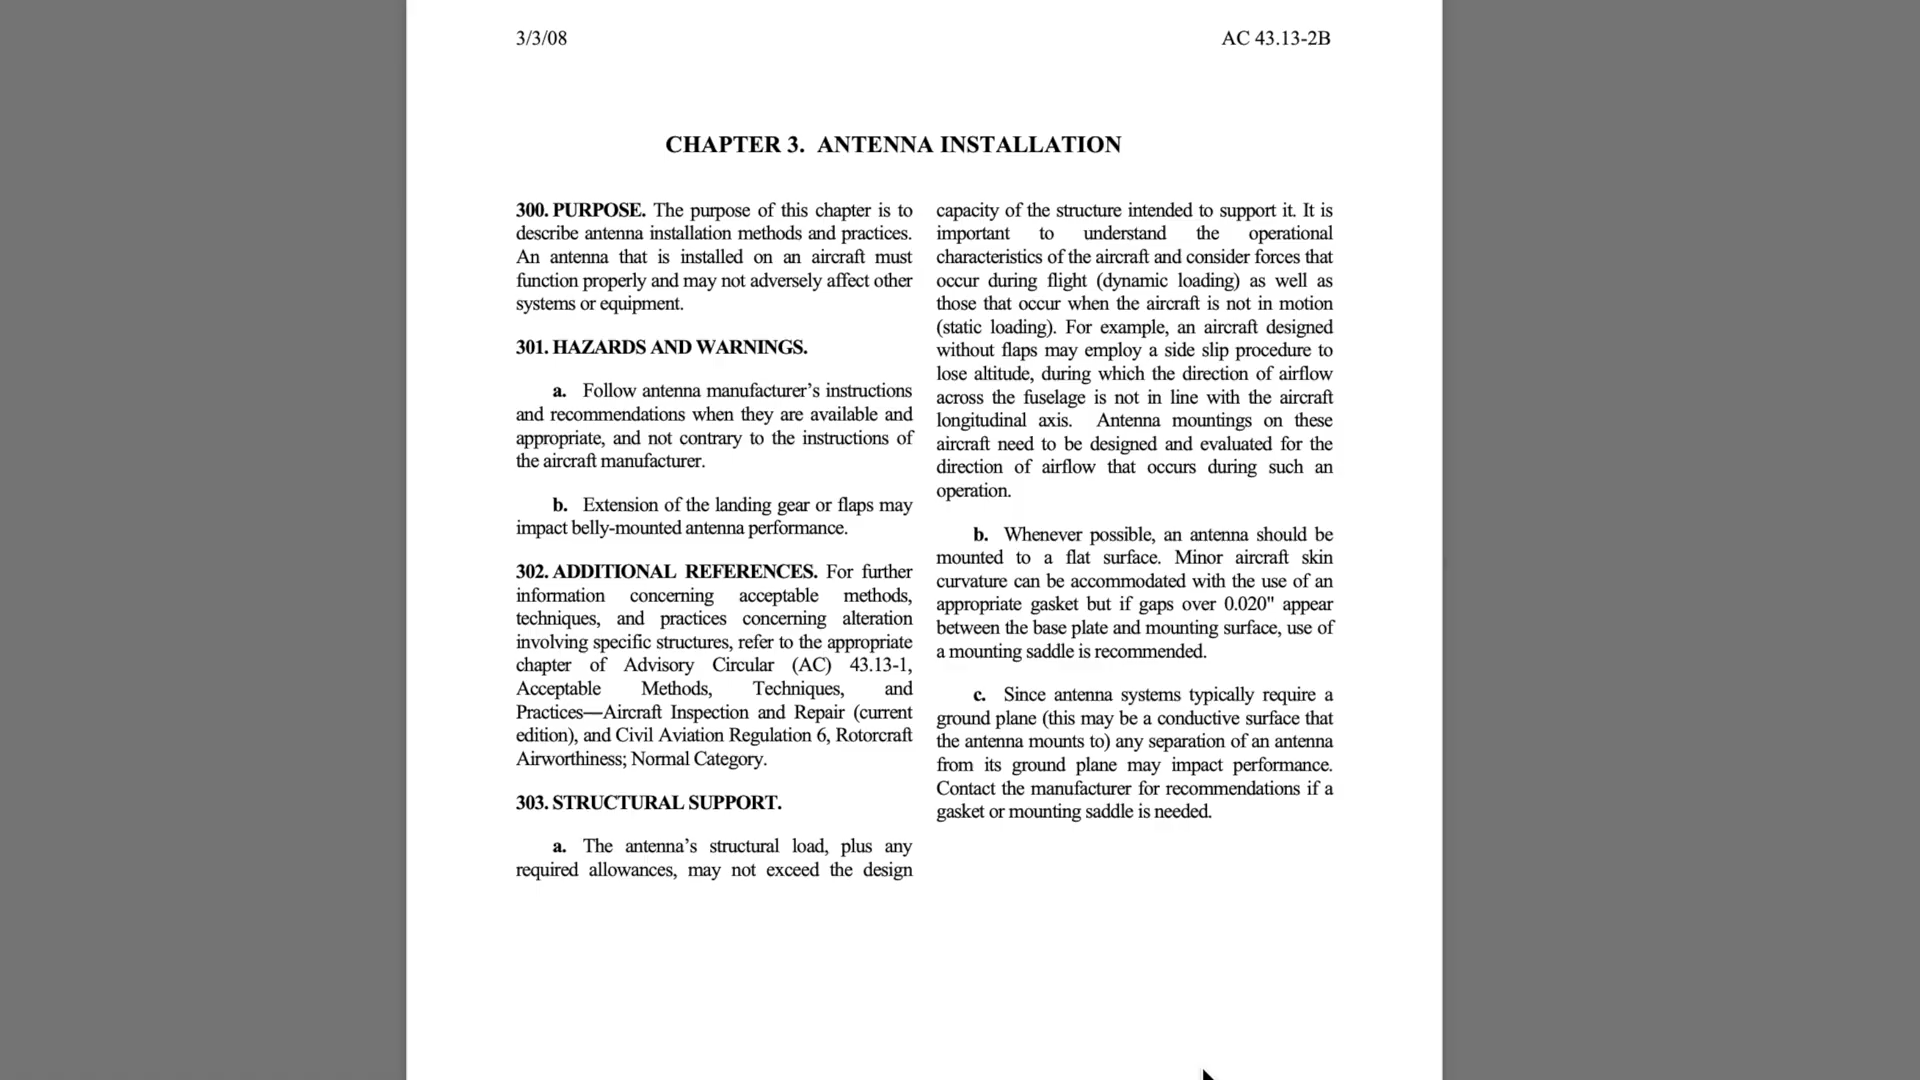 3/3/08
AC 43.13-2B
CHAPTER 3. ANTENNA INSTALLATION
300. PURPOSE. The purpose of this chapter is to
describe antenna installation methods and practices.
An antenna that is installed on an aircraft must
function properly and may not adversely affect other
systems or equipment.
301. HAZARDS AND WARNINGS.
a. Follow antenna manufacturer’s instructions
and recommendations when they are available and
appropriate, and not contrary to the instructions of
the aircraft manufacturer.
b. Extension of the landing gear or flaps may
impact belly-mounted antenna performance.
302. ADDITIONAL REFERENCES. For further
information concerning acceptable methods,
techniques, and practices concerning alteration
involving specific structures, refer to the appropriate
chapter of Advisory Circular (AC) 43.13-1,
Acceptable Methods, Techniques, and
Practices—Aircraft Inspection and Repair (current
edition), and Civil Aviation Regulation 6, Rotorcraft
Airworthiness; Normal Category.
303. STRUCTURAL SUPPORT.
a. The antenna’s structural load, plus any
required allowances, may not exceed the design
capacity of the structure intended to support it. It is
important to understand the operational
characteristics of the aircraft and consider forces that
occur during flight (dynamic loading) as well as
those that occur when the aircraft is not in motion
(static loading). For example, an aircraft designed
without flaps may employ a side slip procedure to
lose altitude, during which the direction of airflow
across the fuselage is not in line with the aircraft
longitudinal axis. Antenna mountings on these
aircraft need to be designed and evaluated for the
direction of airflow that occurs during such an
operation.
b. Whenever possible, an antenna should be
mounted to a flat surface. Minor aircraft skin
curvature can be accommodated with the use of an
appropriate gasket but if gaps over 0.020" appear
between the base plate and mounting surface, use of
a mounting saddle is recommended.
c. Since antenna systems typically require a
ground plane (this may be a conductive surface that
the antenna mounts to) any separation of an antenna
from its ground plane may impact performance.
Contact the manufacturer for recommendations if a
gasket or mounting saddle is needed.